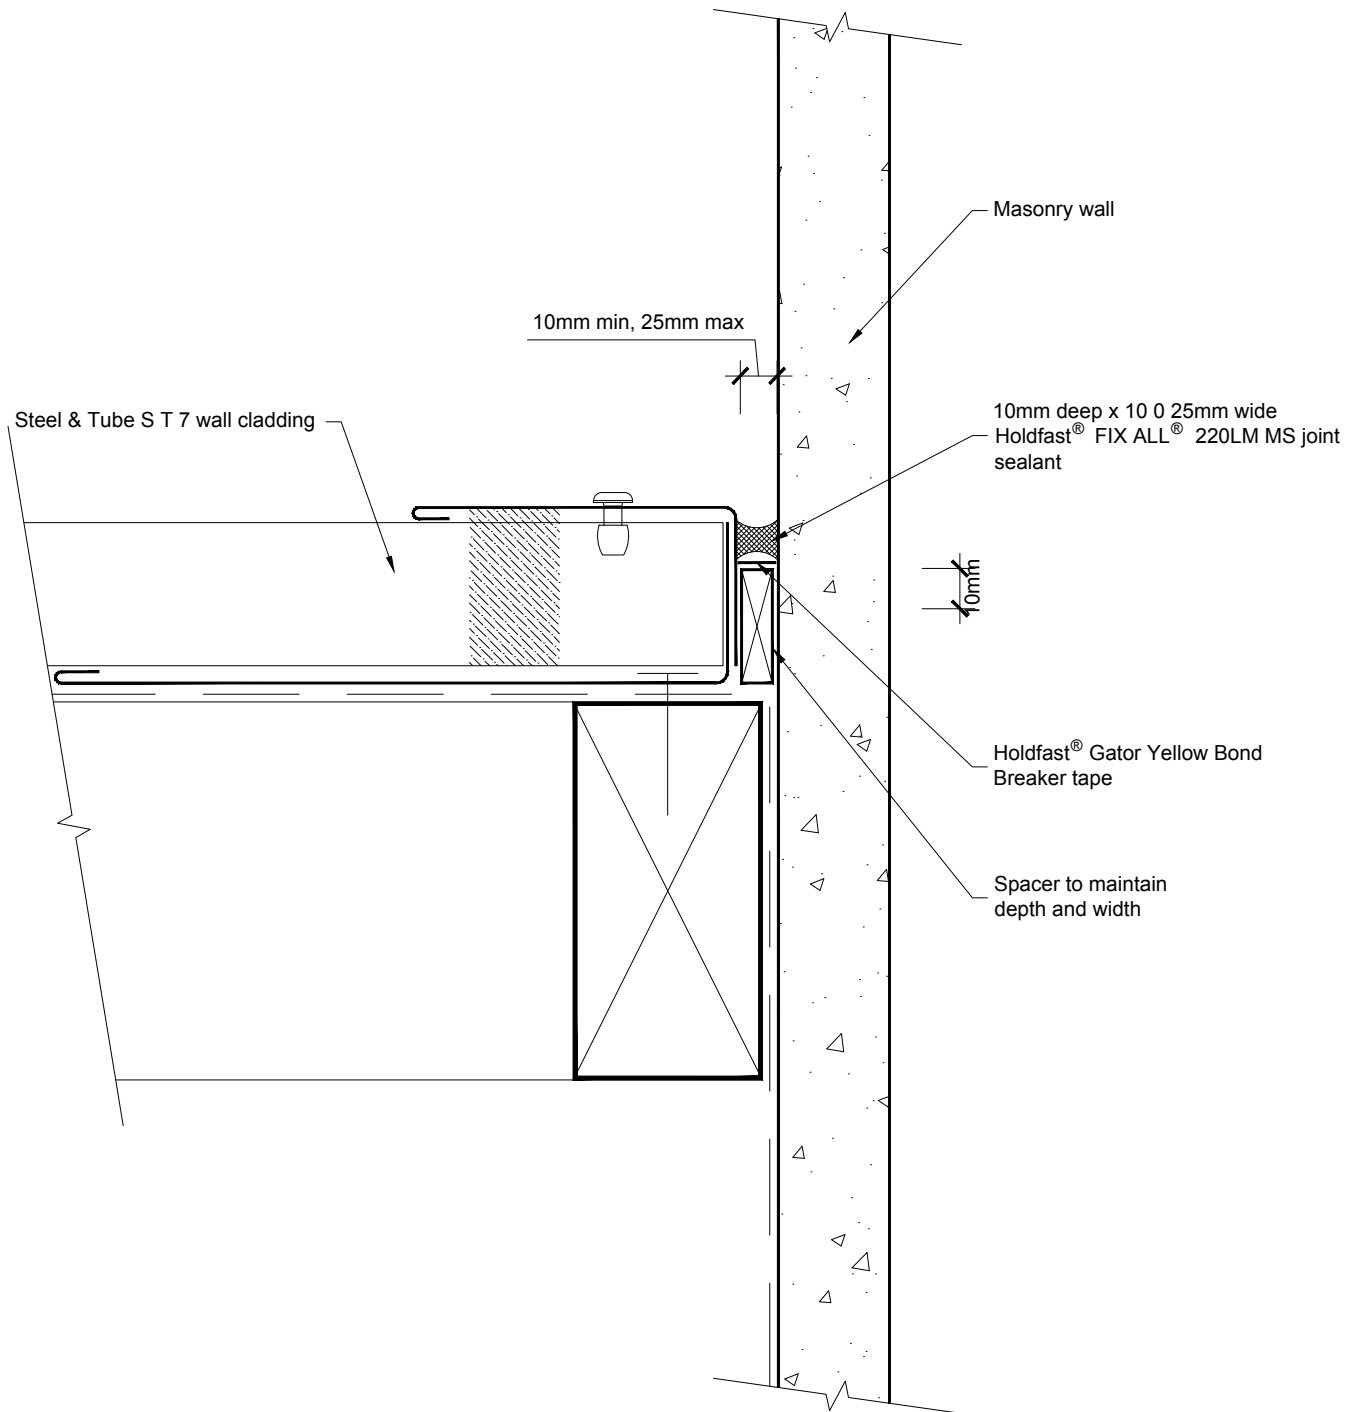 Masonry wall
10mm min, 25mm max
Steel & Tube S T 7 wall cladding
10mm deep x 10 0 25mm wide
Holdfast® FIX ALL® 220LM MS joint
sealant
10mm
Holdfast® Gator Yellow Bond
Breaker tape
Spacer to maintain
depth and width